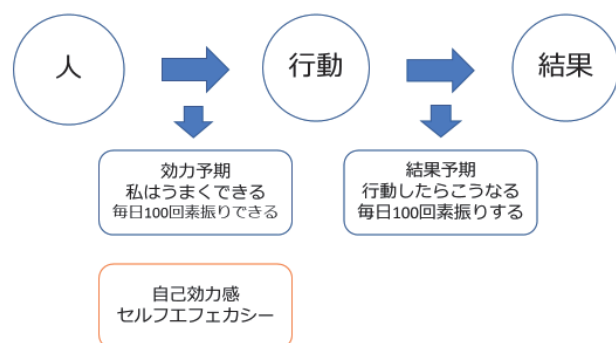 人
行動
結果
効力予期
私はうまくできる
毎日100回素振りできる
結果予期
行動したらこうなる
毎日100回素振りする
自己効力感
セルフエフェカシー